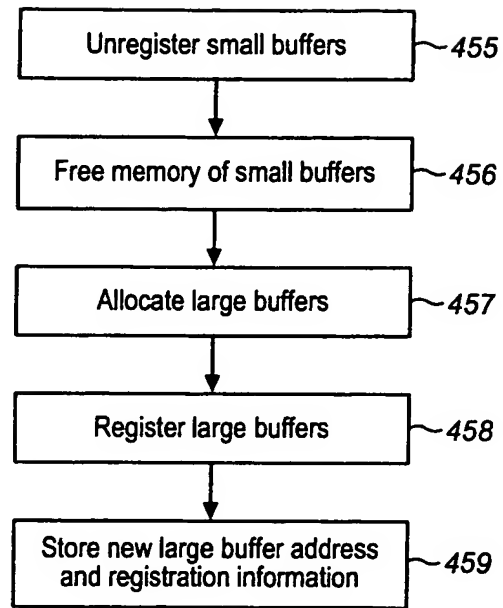 Unregister small buffers 455
Free memory of small buffers 456
Allocate large buffers 457
Register large buffers 458
Store new large buffer address
and registration information 459